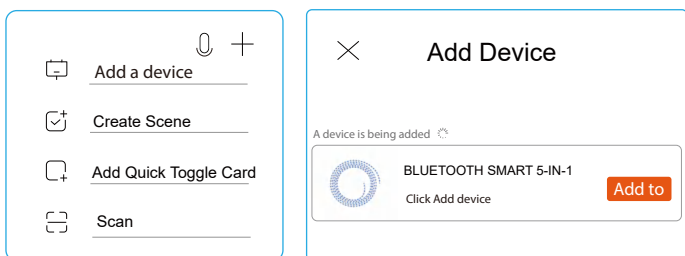 Add a device
Create Scene
Add Quick Toggle Card
Scan
Add Device
A device is being added
BLUETOOTH SMART 5-IN-1
Click Add device
Add to